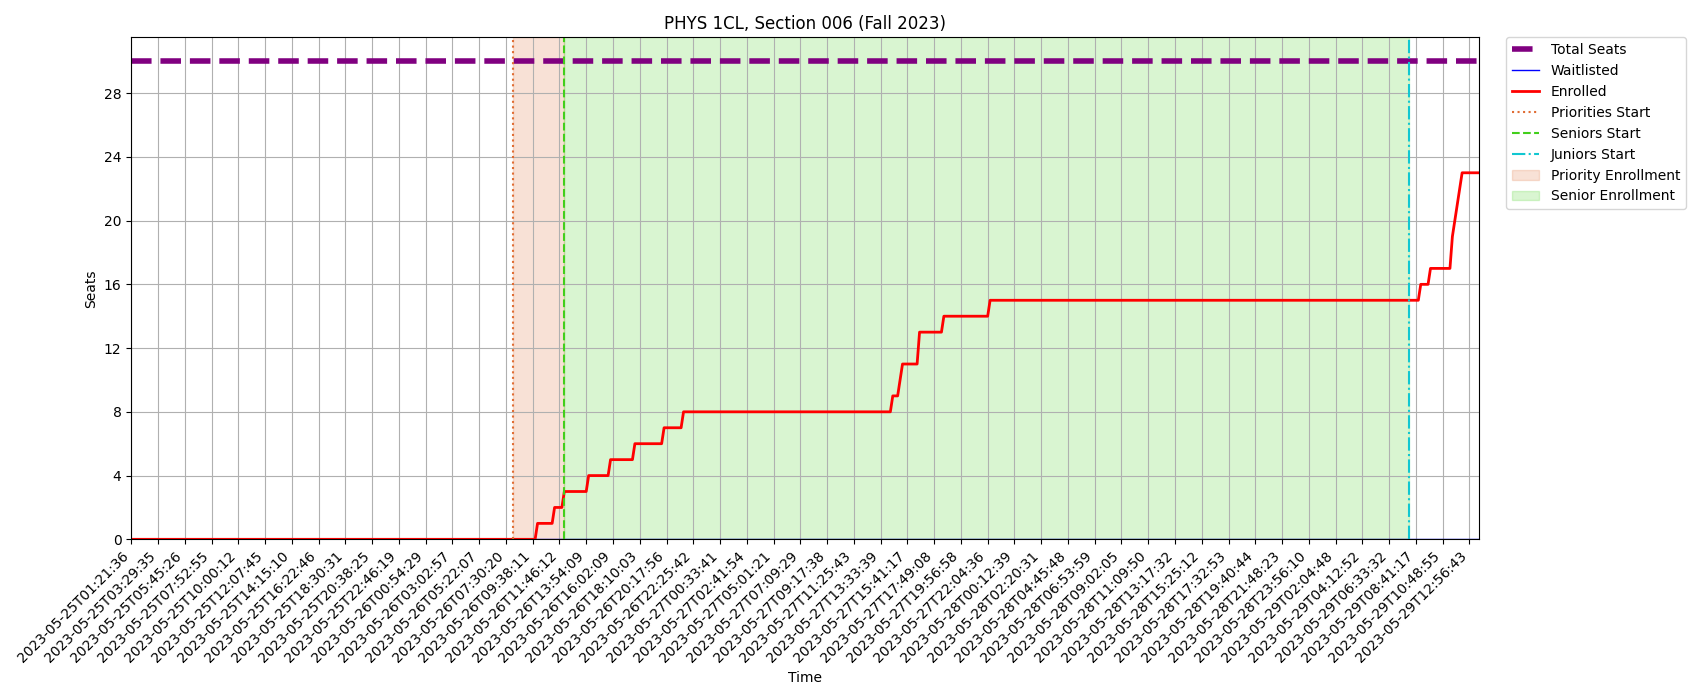 PHYS 1CL, Section 006 (Fall 2023)
Total Seats
Waitlisted
Enrolled
Priorities Start
Seniors Start
Juniors Start
Priority Enrollment
Senior Enrollment
Seats
28
24
20
16
12
8
4
0
2023-05-25T01:21:36
2023-05-25T03:29:35
2023-05-25T05:45:26
2023-05-25T07:52:55
2023-05-25T10:00:12
2023-05-25T12:07:45
2023-05-25T14:15:10
2023-05-25T16:22:46
2023-05-25T18:30:31
2023-05-25T20:38:25
2023-05-25T22:46:19
2023-05-26T00:54:29
2023-05-26T03:02:57
2023-05-26T05:22:07
2023-05-26T07:30:20
2023-05-26T09:38:11
2023-05-26T11:46:12
2023-05-26T13:54:09
2023-05-26T16:02:09
2023-05-26T18:10:03
2023-05-26T20:17:56
2023-05-26T22:25:42
2023-05-27T00:33:41
2023-05-27T02:41:54
2023-05-27T05:01:21
2023-05-27T07:09:29
2023-05-27T09:17:38
2023-05-27T11:25:43
2023-05-27T13:33:39
2023-05-27T15:41:17
2023-05-27T17:49:08
2023-05-27T19:56:58
2023-05-27T22:04:36
2023-05-28T00:12:39
2023-05-28T02:20:31
2023-05-28T04:45:48
2023-05-28T06:53:59
2023-05-28T09:02:05
2023-05-28T11:09:50
2023-05-28T13:17:32
2023-05-28T15:25:12
2023-05-28T17:32:53
2023-05-28T19:40:44
2023-05-28T21:48:23
2023-05-28T23:56:10
2023-05-29T02:04:48
2023-05-29T04:12:52
2023-05-29T06:33:32
2023-05-29T08:41:17
2023-05-29T10:48:55
2023-05-29T12:56:43
Time